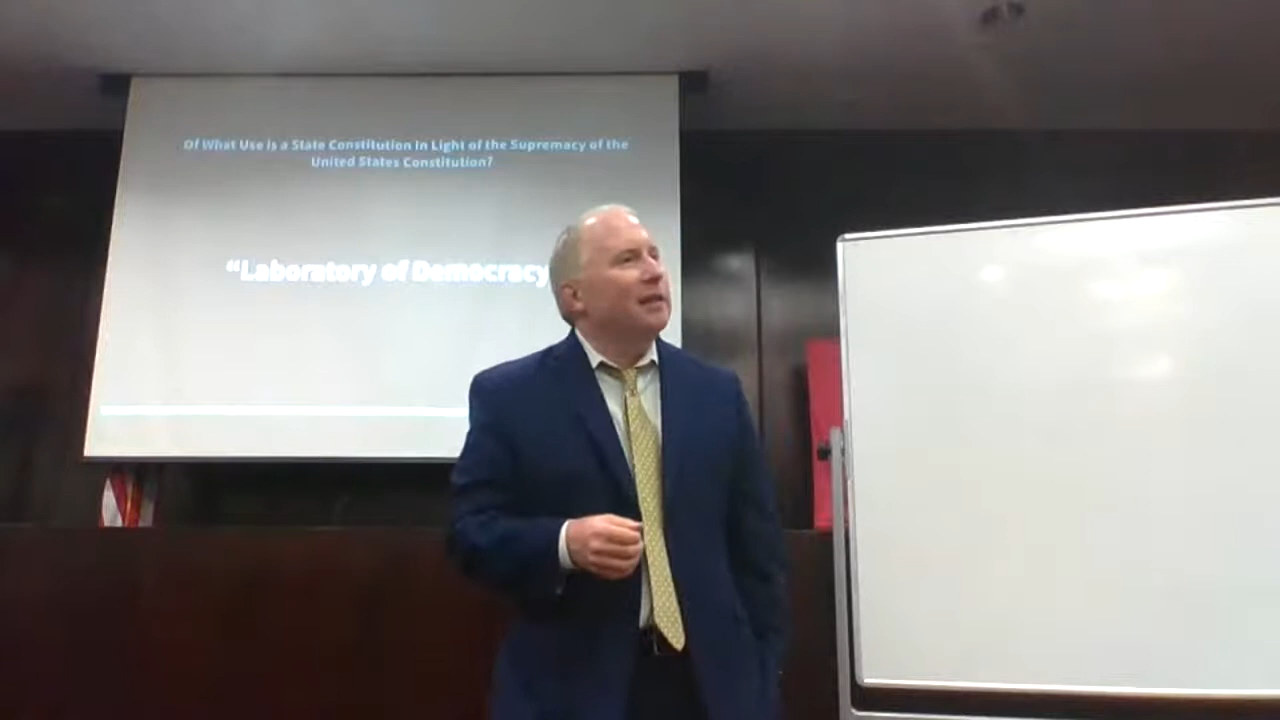 Of What Use is a State Constitution In Light of the Supremacy of the
United States Constitution?
“Laboratory of Democracy